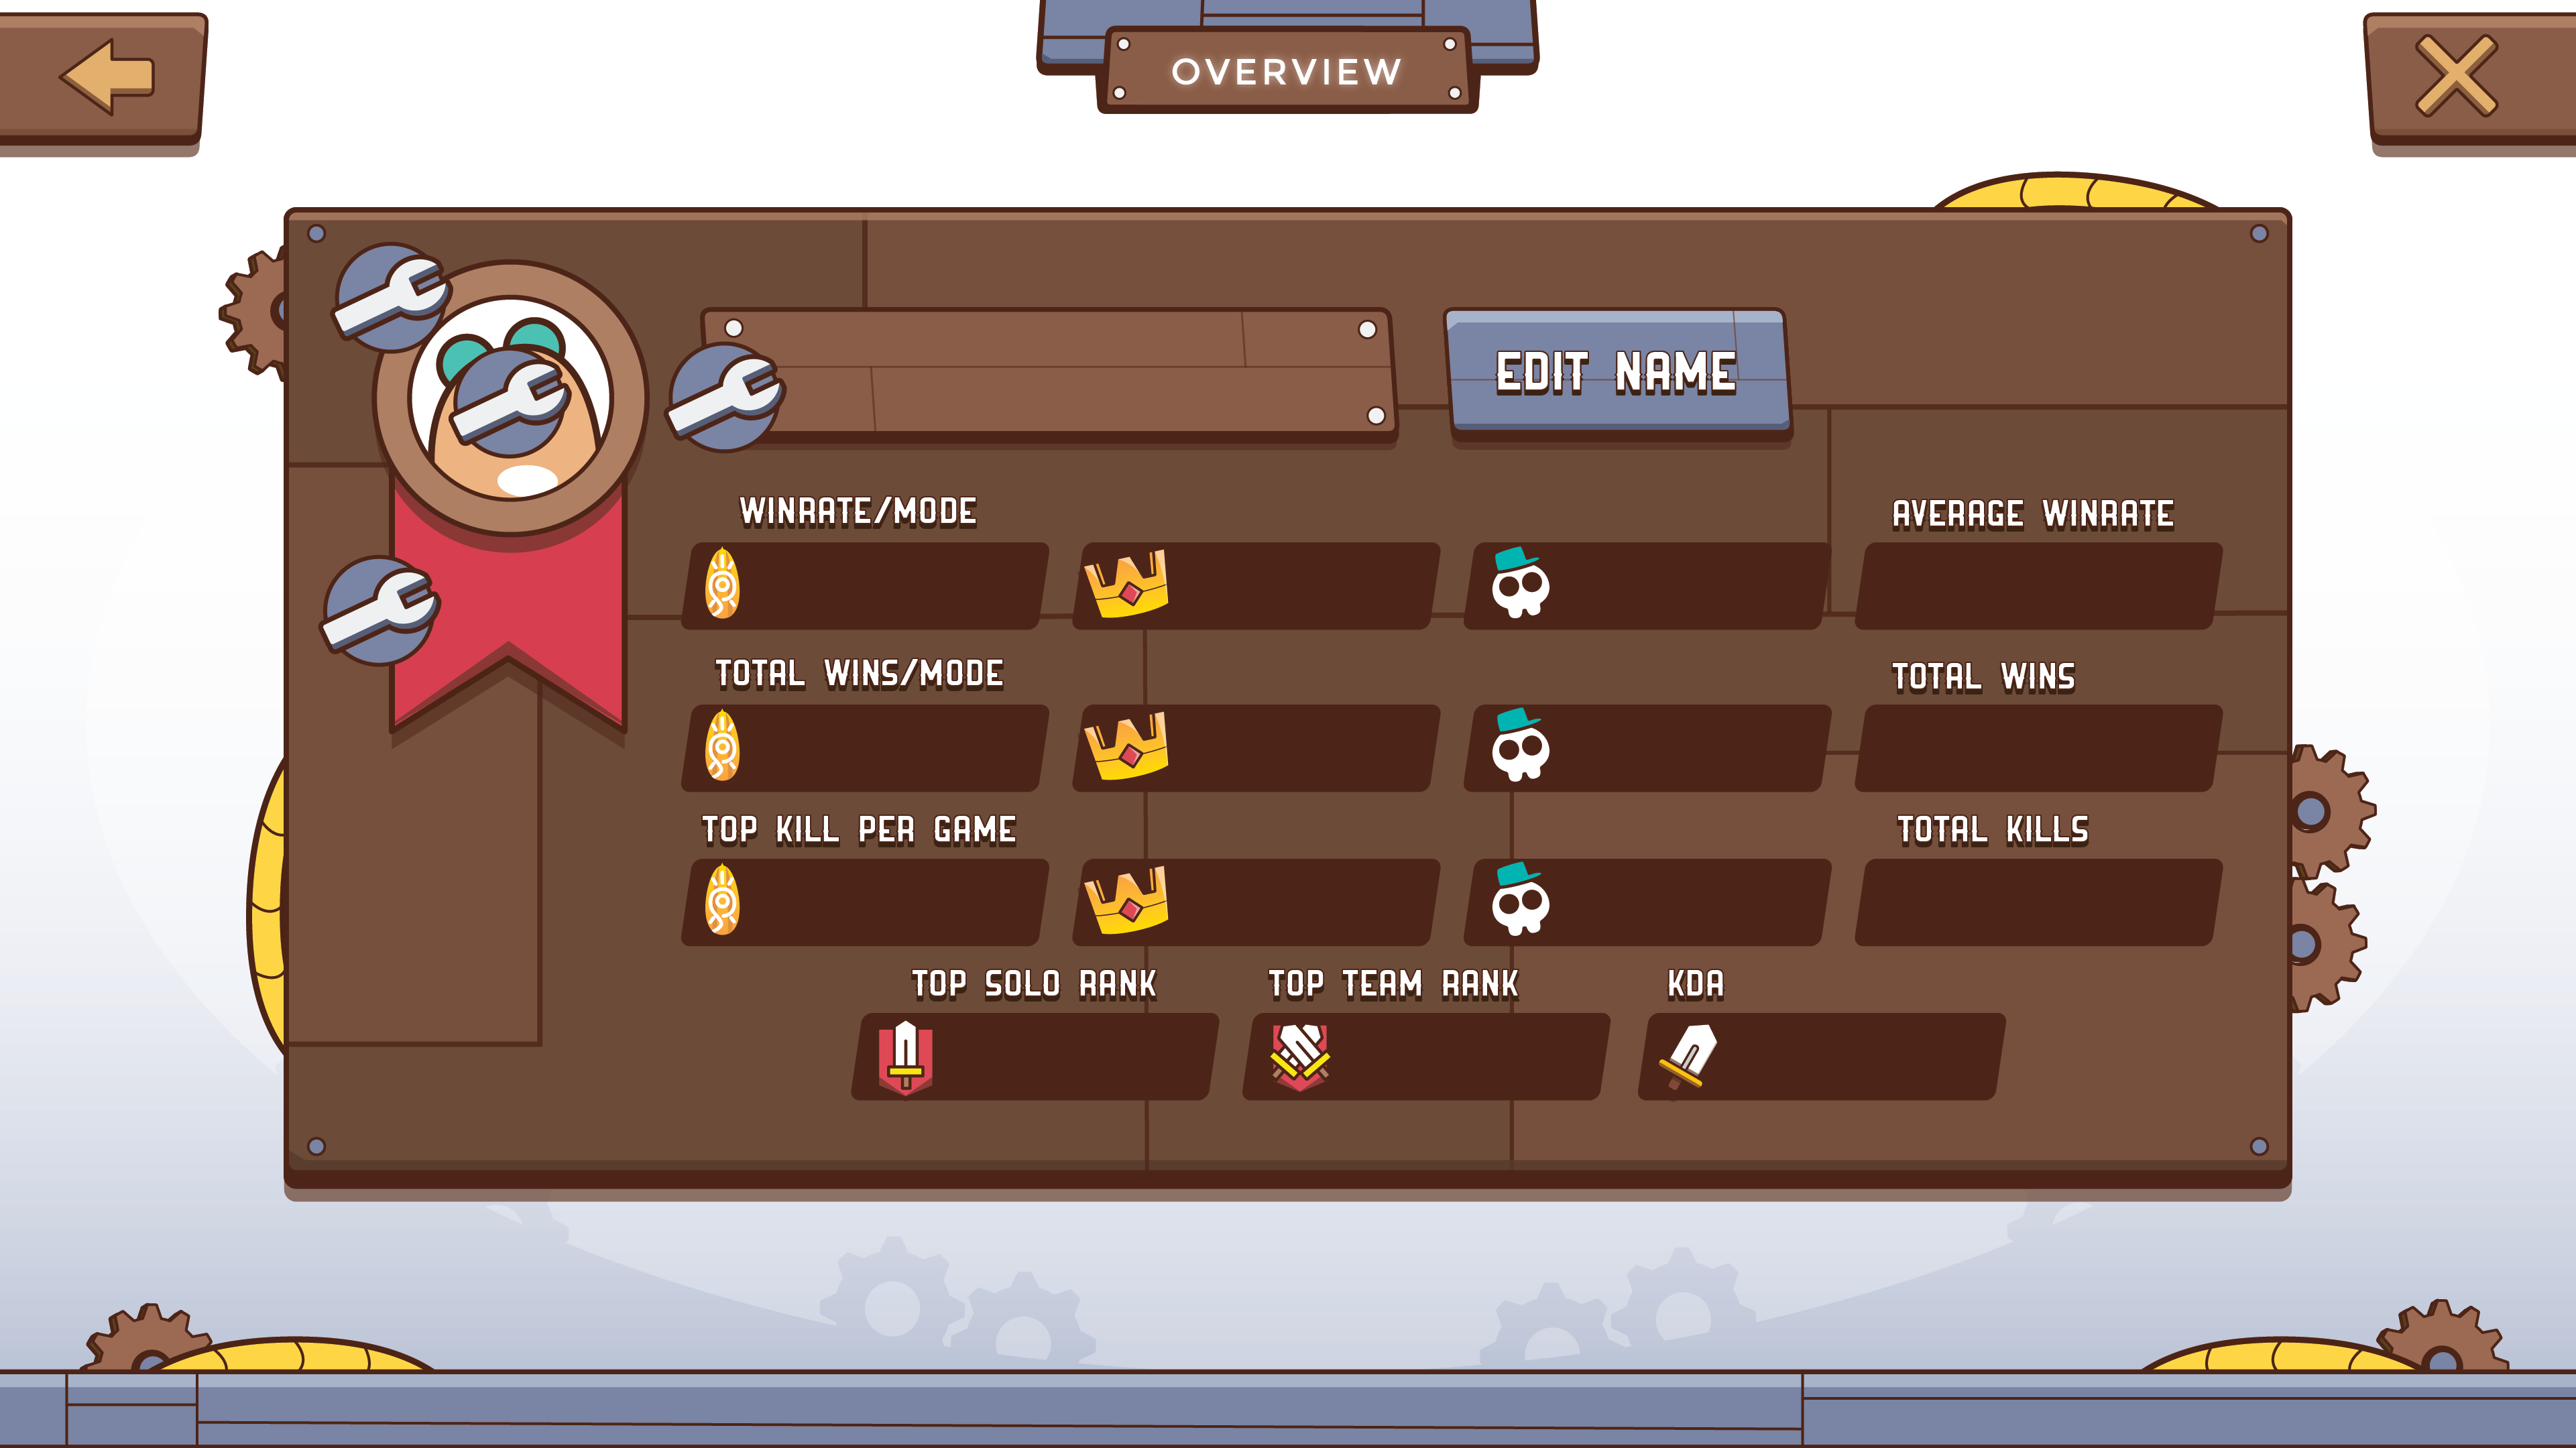 OVERVIEW
EDIT NAME
WINRATE/MODE
AVERAGE WINRATE
TOTAL WINS/MODE
TOTAL WINS
TOP KILL PER GAME
TOTAL KILLS
TOP SOLO RANK
TOP TEAM RANK
KDA